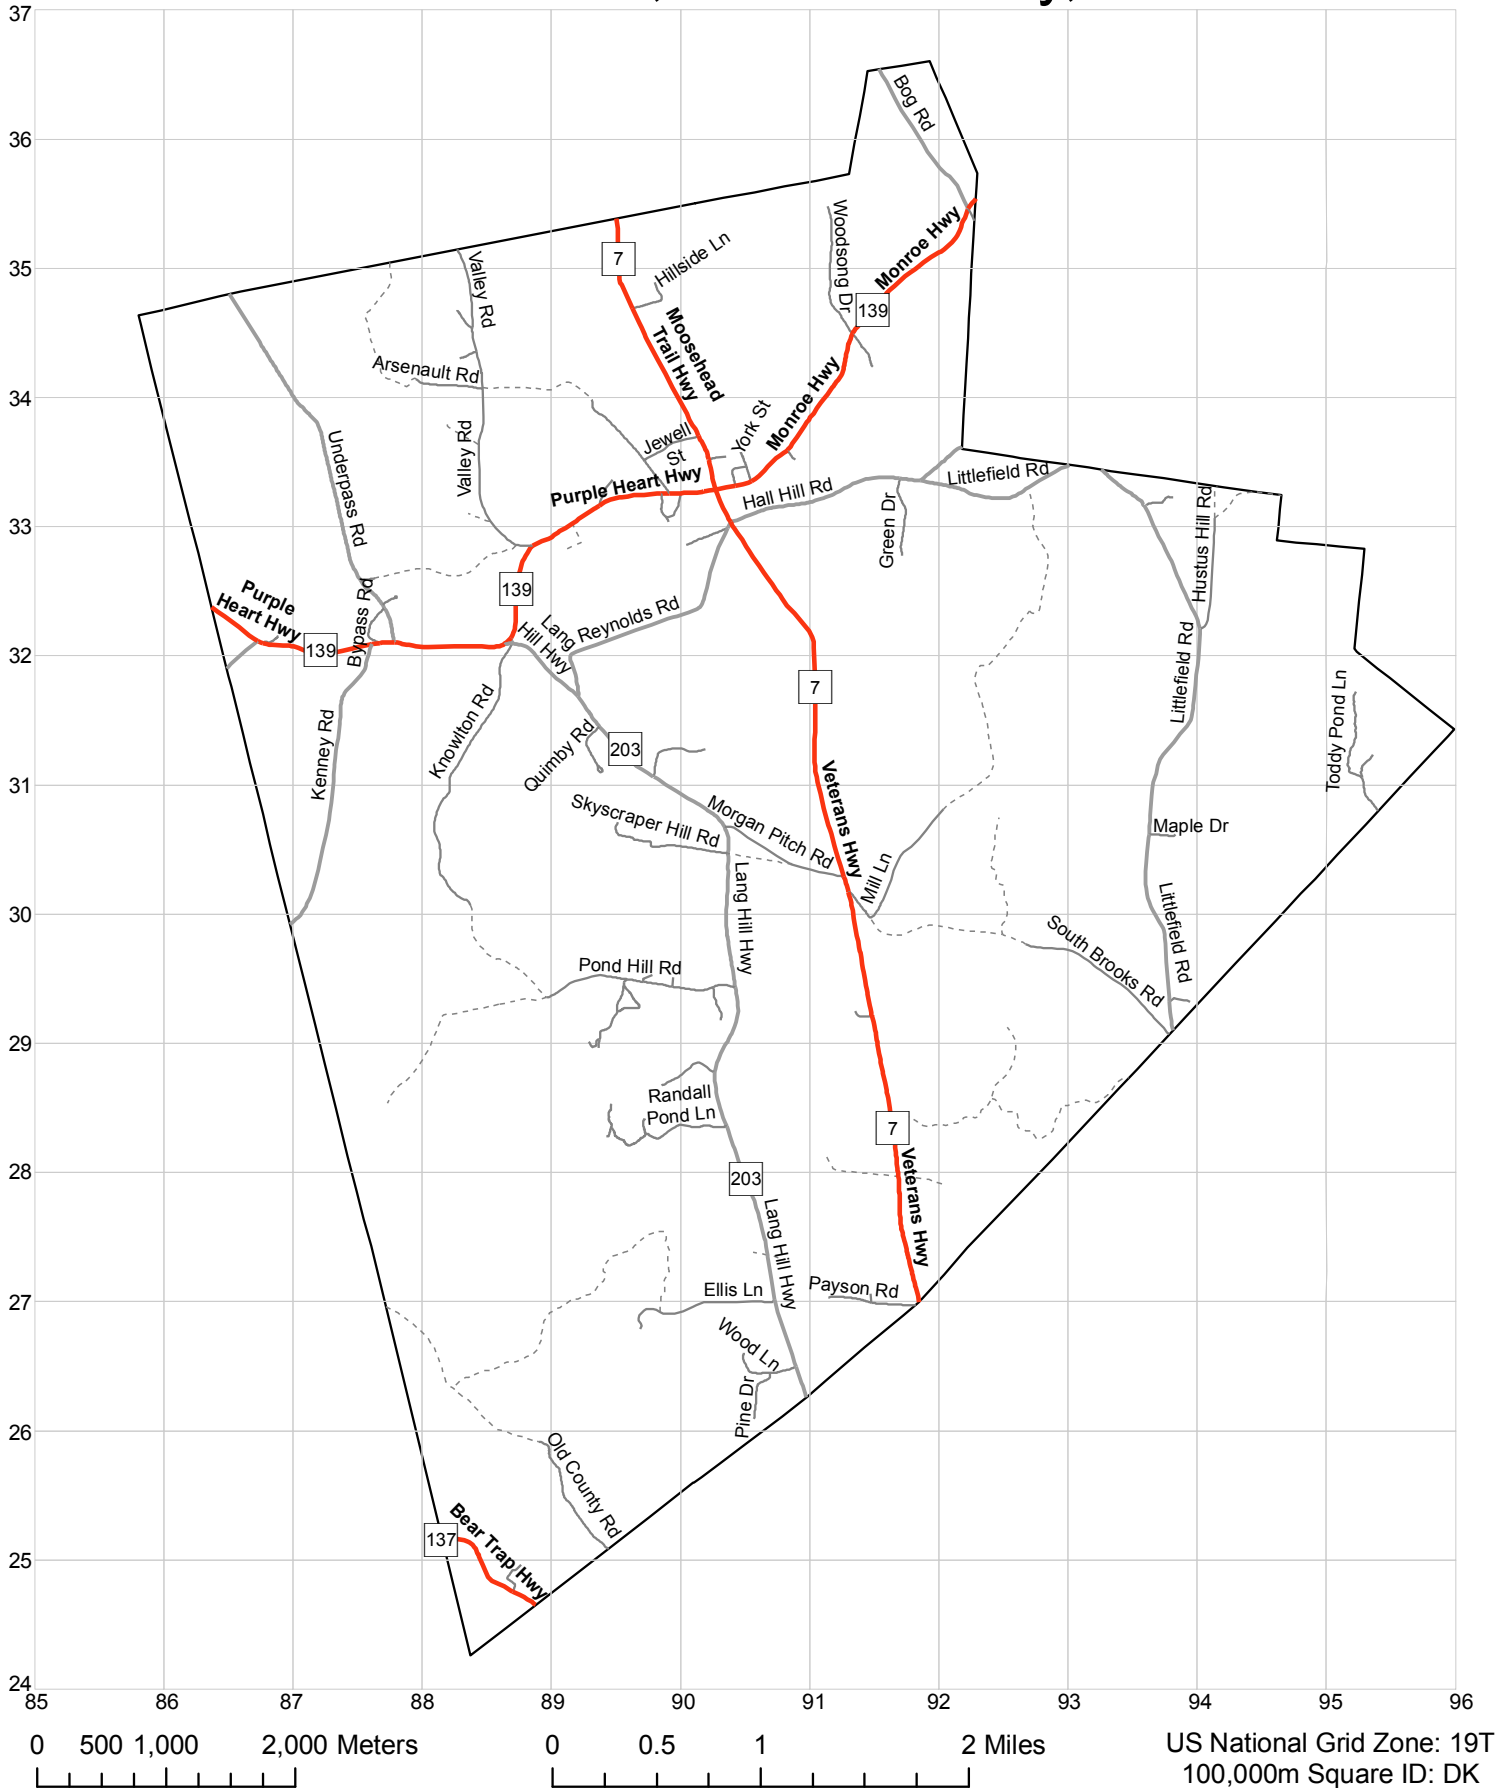 37
36
35
34
33
32
31
30
29
28
27
26
25
24
Bog Rd
Woodsong Dr
Monroe Hwy
139
Valley Rd
7
Hillside Ln
Moosehead
Trail Hwy
Arsenault Rd
Monroe Hwy
York St
Jewell
St
Valley Rd
Underpass Rd
Purple Heart Hwy
Hall Hill Rd
Littlefield Rd
Green Dr
Hustus Hill Rd
139
Purple
Heart Hwy
139
Bypass Rd
Lang
Hill Hwy
Reynolds Rd
Littlefield Rd
7
Toddy Pond Ln
Kenney Rd
Knowlton Rd
Quimby Rd
203
Veterans Hwy
Skyscraper Hill Rd
Morgan Pitch Rd
Maple Dr
Mill Ln
Lang Hill Hwy
Littlefield Rd
South Brooks Rd
Pond Hill Rd
Randall
Pond Ln
7
203
Veterans Hwy
Lang Hill Hwy
Ellis Ln
Payson Rd
Wood Ln
Pine Dr
Old County Rd
137
Bear Trap Hwy
85 86 87 88 89 90 91 92 93 94 95 96
0 500 1,000 2,000 Meters
0 0.5 1 2 Miles
US National Grid Zone: 19T
100,000m Square ID: DK